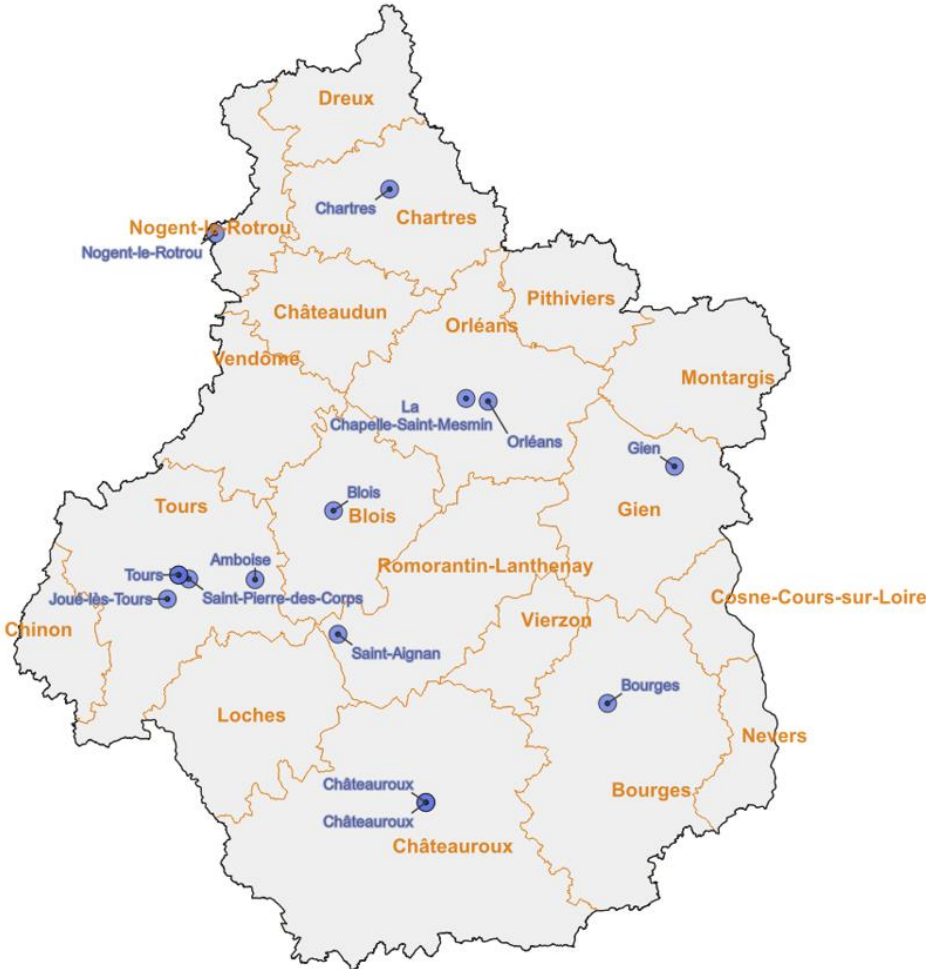 Dreux
Chartres
Chartres
Nogent-le-Rotrou
Nogent-le-Rotrou
Pithiviers
Châteaudun
Orléans
Vendôme
Montargis
La
Chapelle-Saint-Mesmin
Orléans
Gien
Blois
Blois
Tours
Gien
Amboise
Romorantin-Lanthenay
Tours
Saint-Pierre-des-Corps
Joué-lès-Tours
Cosne-Cours-sur-Loire
Vierzon
Chinon
Saint-Aignan
Bourges
Loches
Nevers
Châteauroux
Bourges
Châteauroux
Châteauroux